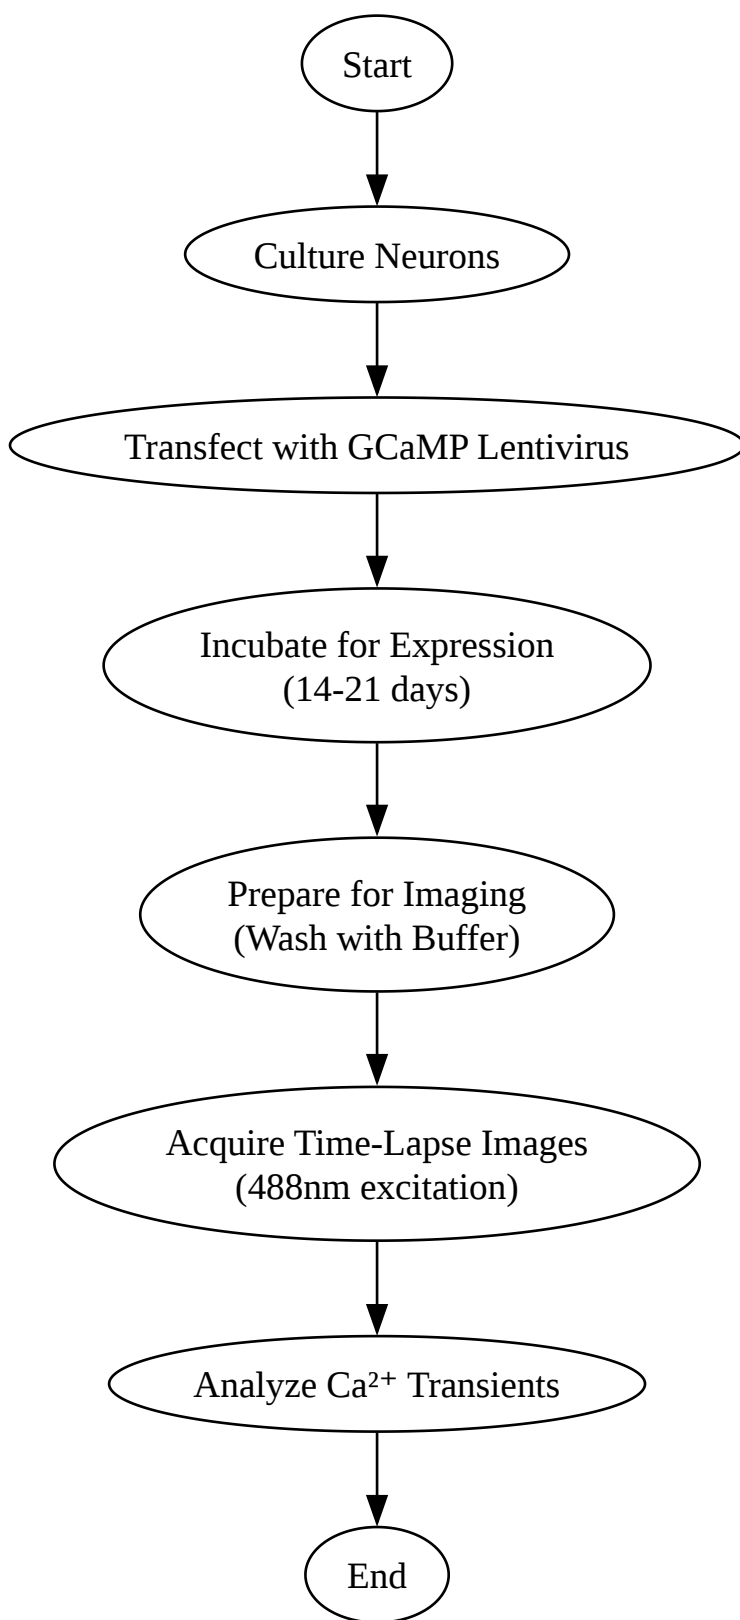 Start
Culture Neurons
Transfect with GCaMP Lentivirus
Incubate for Expression
(14-21 days)
Prepare for Imaging
(Wash with Buffer)
Acquire Time-Lapse Images
(488nm excitation)
Analyze Ca²⁺ Transients
End